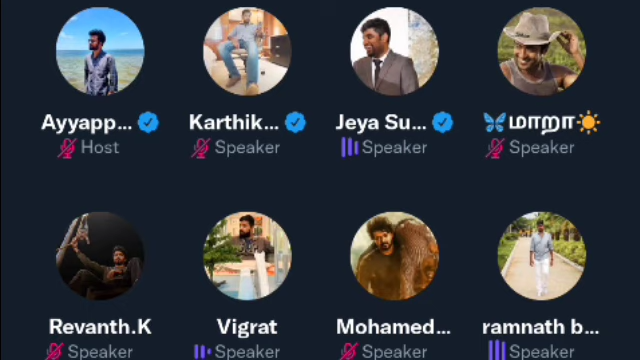 Ayyapp... Karthik... Jeya Su... மாறா
Host Speaker Speaker Speaker
Revanth.K Vigrat Mohamed... ramnath b...
Speaker Speaker Speaker Speaker